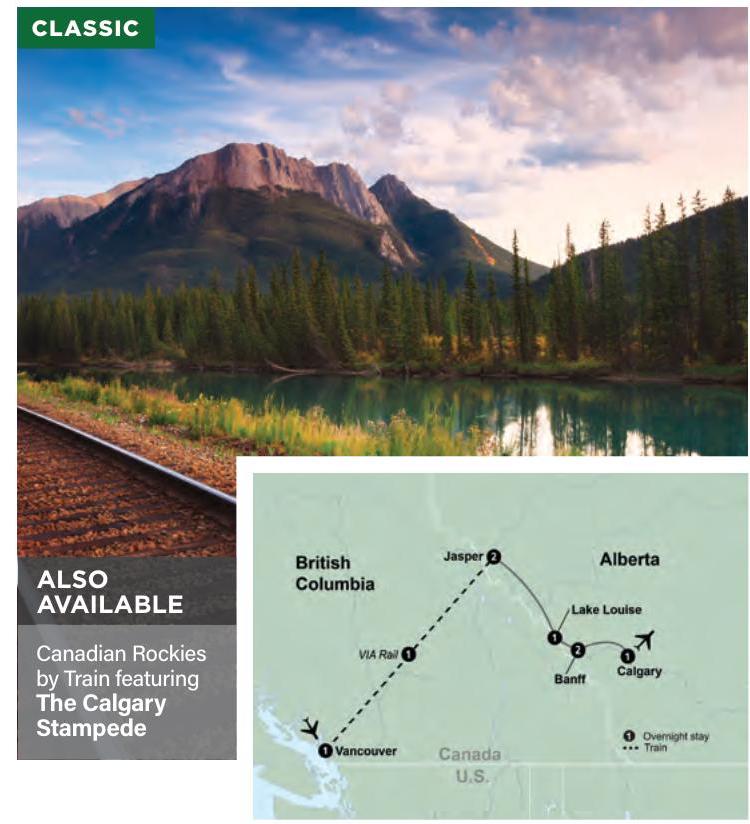 CLASSIC
ALSO
AVAILABLE
Canadian Rockies
by Train featuring
The Calgary
Stampede
British
Columbia
Jasper 2
Alberta
Lake Louise
1
VIA Rail 1
2
Banff
1
Calgary
1 Vancouver
1 Overnight stay
Train
Canada
U.S.